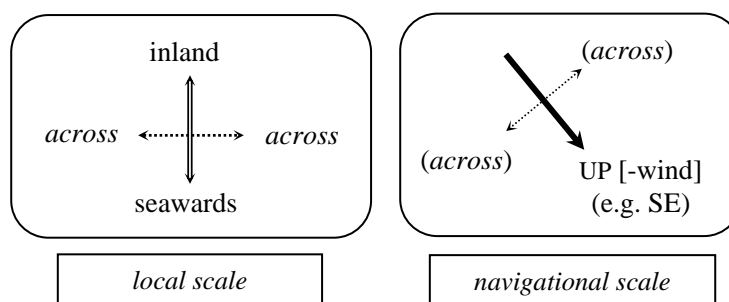 inland
across
across
seawards
local scale
(across)
(across)
UP [-wind]
(e.g. SE)
navigational scale